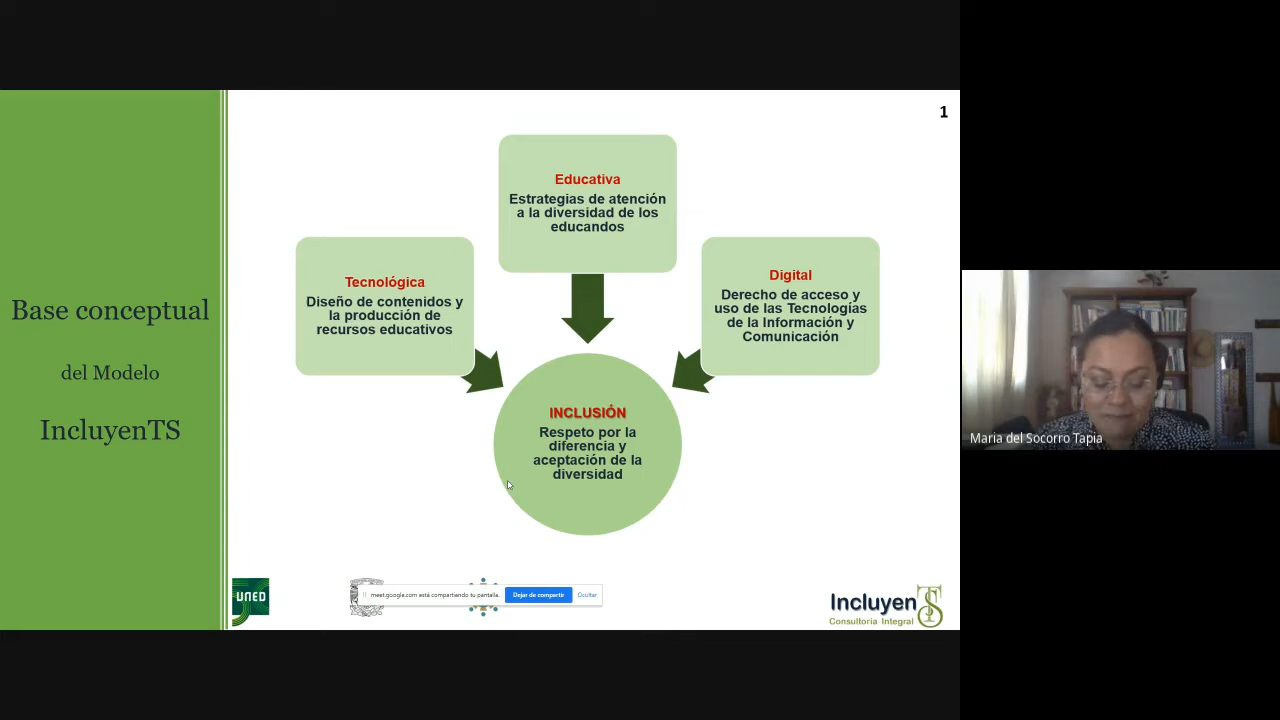 1
Base conceptual
del Modelo
IncluyenTS
Educativa
Estrategias de atención
a la diversidad de los
educandos
Tecnológica
Diseño de contenidos y
la producción de
recursos educativos
Digital
Derecho de acceso y
uso de las Tecnologías
de la Información y
Comunicación
INCLUSIÓN
Respeto por la
diferencia y
aceptación de la
diversidad
UNED
meet.google.com está compartiendo tu pantalla.
Dejar de compartir
Ocultar
IncluyenTS
Consultoría Integral
Maria del Socorro Tapia